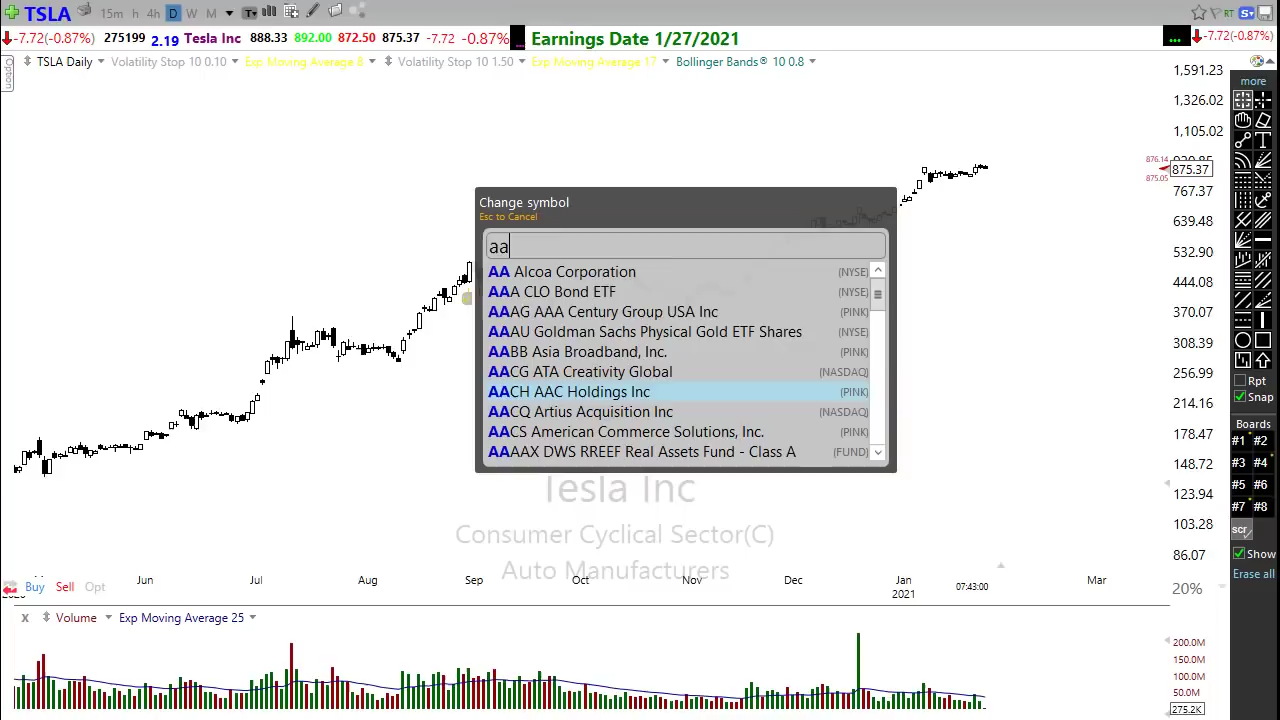 TSLA 15m h 4h D W M T
-7.72(-0.87%) 275199 2.19 Tesla Inc 888.33 892.00 872.50 875.37 -7.72 -0.87% ... Earnings Date 1/27/2021 ... -7.72(-0.87%)
RT S
Option
TSLA Daily Volatility Stop 10 0.10 Exp Moving Average 8 Volatility Stop 10 1.50 Exp Moving Average 17 Bollinger Bands® 10 0.8
1,591.23
1,326.02
1,105.02
876.14
875.37
875.05
767.37
639.48
532.90
444.08
370.07
308.39
256.99
214.16
178.47
148.72
123.94
103.28
86.07
20%
Change symbol
Esc to Cancel
aa
AA Alcoa Corporation (NYSE)
AAA CLO Bond ETF (NYSE)
AAAG AAA Century Group USA Inc (PINK)
AAAU Goldman Sachs Physical Gold ETF Shares (NYSE)
AABB Asia Broadband, Inc. (PINK)
AACG ATA Creativity Global (NASDAQ)
AACH AAC Holdings Inc (PINK)
AACQ Artius Acquisition Inc (NASDAQ)
AACS American Commerce Solutions, Inc. (PINK)
AAAAX DWS RREEF Real Assets Fund - Class A (FUND)
Tesla Inc
Consumer Cyclical Sector(C)
Auto Manufacturers
Jun Jul Aug Sep Oct Nov Dec Jan Mar
2021 07:43:00
Buy Sell Opt
x Volume Exp Moving Average 25
200.0M
150.0M
100.0M
50.0M
275.2K
more
Rpt
Snap
Boards
#1 #2
#3 #4
#5 #6
#7 #8
scr
Show
Erase all